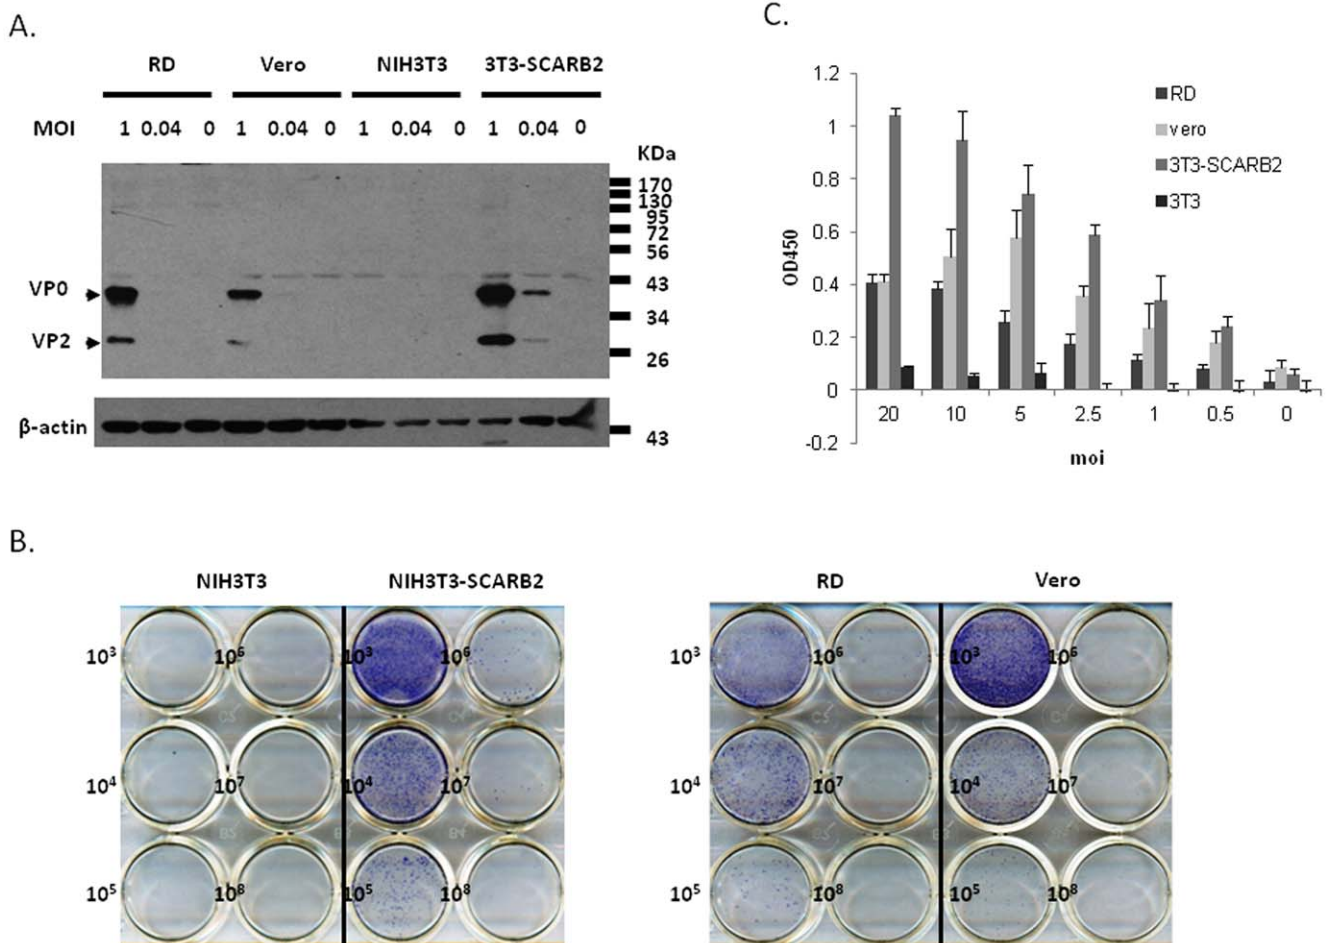 A.
RD Vero NIH3T3 3T3-SCARB2
MOI 1 0.04 0 1 0.04 0 1 0.04 0 1 0.04 0
KDa
170
130
95
72
56
VP0
43
34
VP2
26
β-actin
43
C.
1.2
1
0.8
0.6
0.4
0.2
0
-0.2
OD450
RD
vero
3T3-SCARB2
3T3
20 10 5 2.5 1 0.5 0
moi
B.
NIH3T3 NIH3T3-SCARB2 RD Vero
10³ 10⁶ 10³ 10⁶ 10³ 10⁶ 10³ 10⁶
10⁴ 10⁷ 10⁴ 10⁷ 10⁴ 10⁷ 10⁴ 10⁷
10⁵ 10⁸ 10⁵ 10⁸ 10⁵ 10⁸ 10⁵ 10⁸